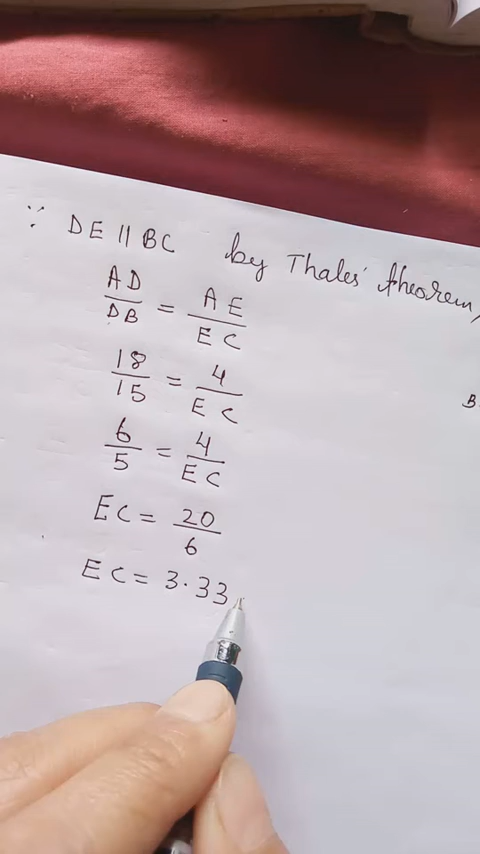 ∵ DE || BC by Thales' theorem,
AD/DB = AE/EC
18/15 = 4/EC
6/5 = 4/EC
EC = 20/6
EC = 3.33
B